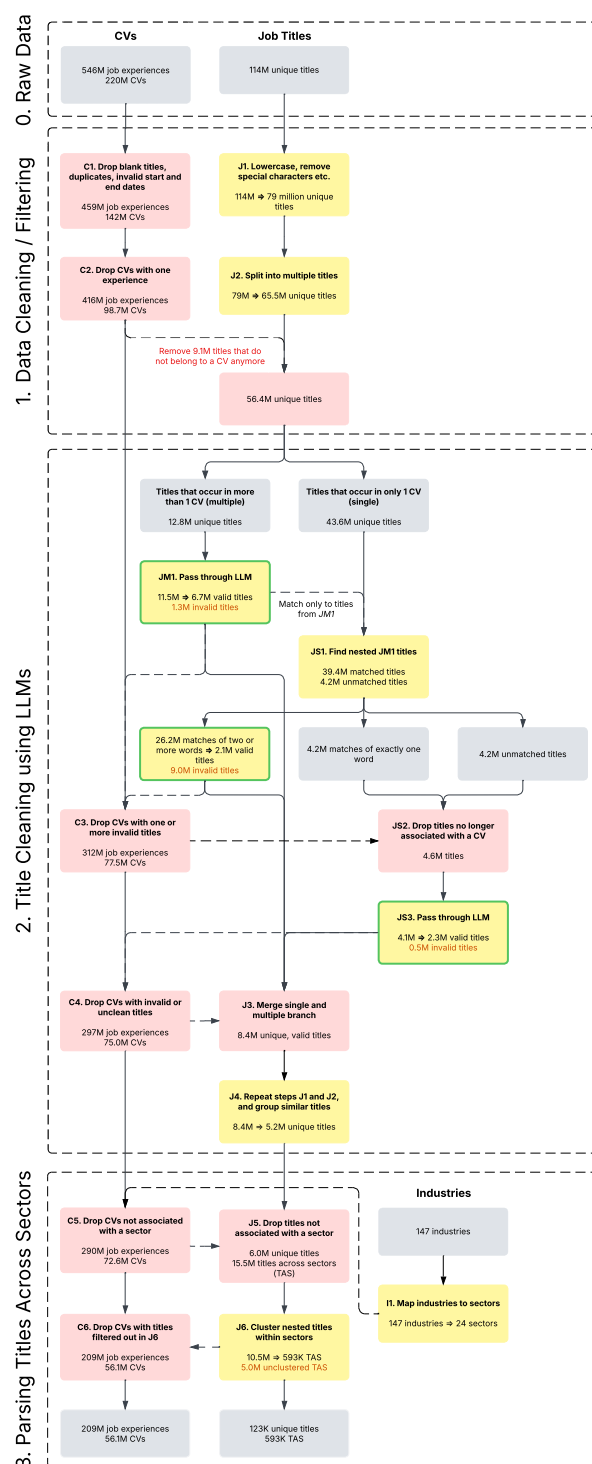 0. Raw Data
CVs
Job Titles
546M job experiences
220M CVs
114M unique titles
1. Data Cleaning / Filtering
C1. Drop blank titles,
duplicates, invalid start and
end dates
459M job experiences
142M CVs
J1. Lowercase, remove
special characters etc.
114M ⇒ 79 million unique
titles
C2. Drop CVs with one
experience
416M job experiences
98.7M CVs
J2. Split into multiple titles
79M ⇒ 65.5M unique titles
Remove 9.1M titles that do
not belong to a CV anymore
56.4M unique titles
2. Title Cleaning using LLMs
Titles that occur in more
than 1 CV (multiple)
12.8M unique titles
Titles that occur in only 1 CV
(single)
43.6M unique titles
JM1. Pass through LLM
11.5M ⇒ 6.7M valid titles
1.3M invalid titles
Match only to titles
from JM1
JS1. Find nested JM1 titles
39.4M matched titles
4.2M unmatched titles
26.2M matches of two or
more words ⇒ 2.1M valid
titles
9.0M invalid titles
4.2M matches of exactly one
word
4.2M unmatched titles
C3. Drop CVs with one or
more invalid titles
312M job experiences
77.5M CVs
JS2. Drop titles no longer
associated with a CV
4.6M titles
JS3. Pass through LLM
4.1M ⇒ 2.3M valid titles
0.5M invalid titles
C4. Drop CVs with invalid or
unclean titles
297M job experiences
75.0M CVs
J3. Merge single and
multiple branch
8.4M unique, valid titles
J4. Repeat steps J1 and J2,
and group similar titles
8.4M ⇒ 5.2M unique titles
3. Parsing Titles Across Sectors
Industries
C5. Drop CVs not associated
with a sector
290M job experiences
72.6M CVs
J5. Drop titles not
associated with a sector
6.0M unique titles
15.5M titles across sectors
(TAS)
147 industries
I1. Map industries to sectors
147 industries ⇒ 24 sectors
C6. Drop CVs with titles
filtered out in J6
209M job experiences
56.1M CVs
J6. Cluster nested titles
within sectors
10.5M ⇒ 593K TAS
5.0M unclustered TAS
209M job experiences
56.1M CVs
123K unique titles
593K TAS